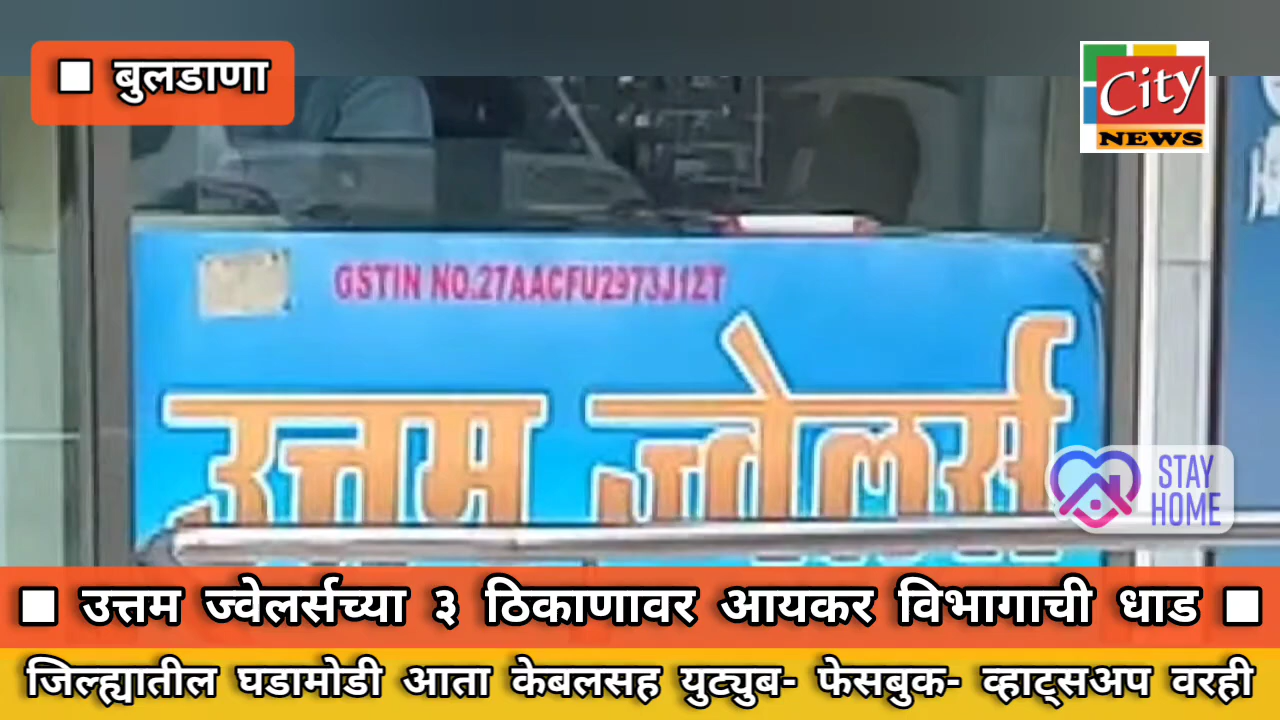 ■ बुलडाणा
City
NEWS
GSTIN NO.27AACFU2973J1ZT
उत्तम ज्वेलर्स
STAY
HOME
■ उत्तम ज्वेलर्सच्या ३ ठिकाणावर आयकर विभागाची धाड ■
जिल्ह्यातील घडामोडी आता केबलसह युट्युब- फेसबुक- व्हाट्सअप वरही